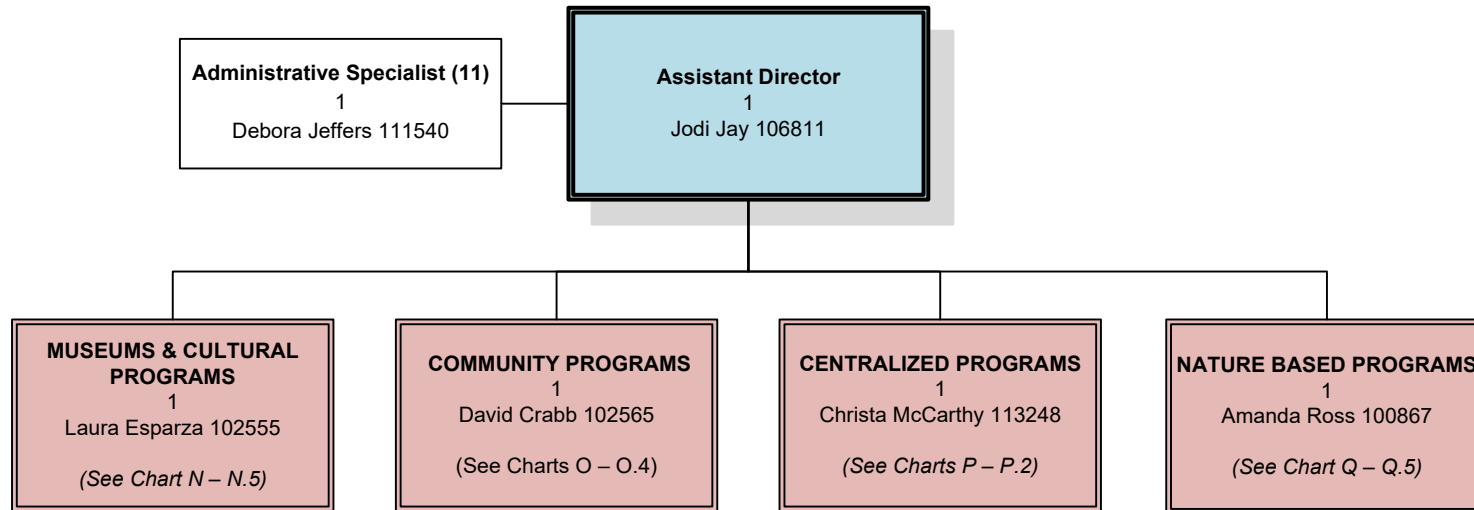 Administrative Specialist (11)
1
Debora Jeffers 111540
Assistant Director
1
Jodi Jay 106811
MUSEUMS & CULTURAL
PROGRAMS
1
Laura Esparza 102555
(See Chart N – N.5)
COMMUNITY PROGRAMS
1
David Crabb 102565
(See Charts O – O.4)
CENTRALIZED PROGRAMS
1
Christa McCarthy 113248
(See Charts P – P.2)
NATURE BASED PROGRAMS
1
Amanda Ross 100867
(See Chart Q – Q.5)